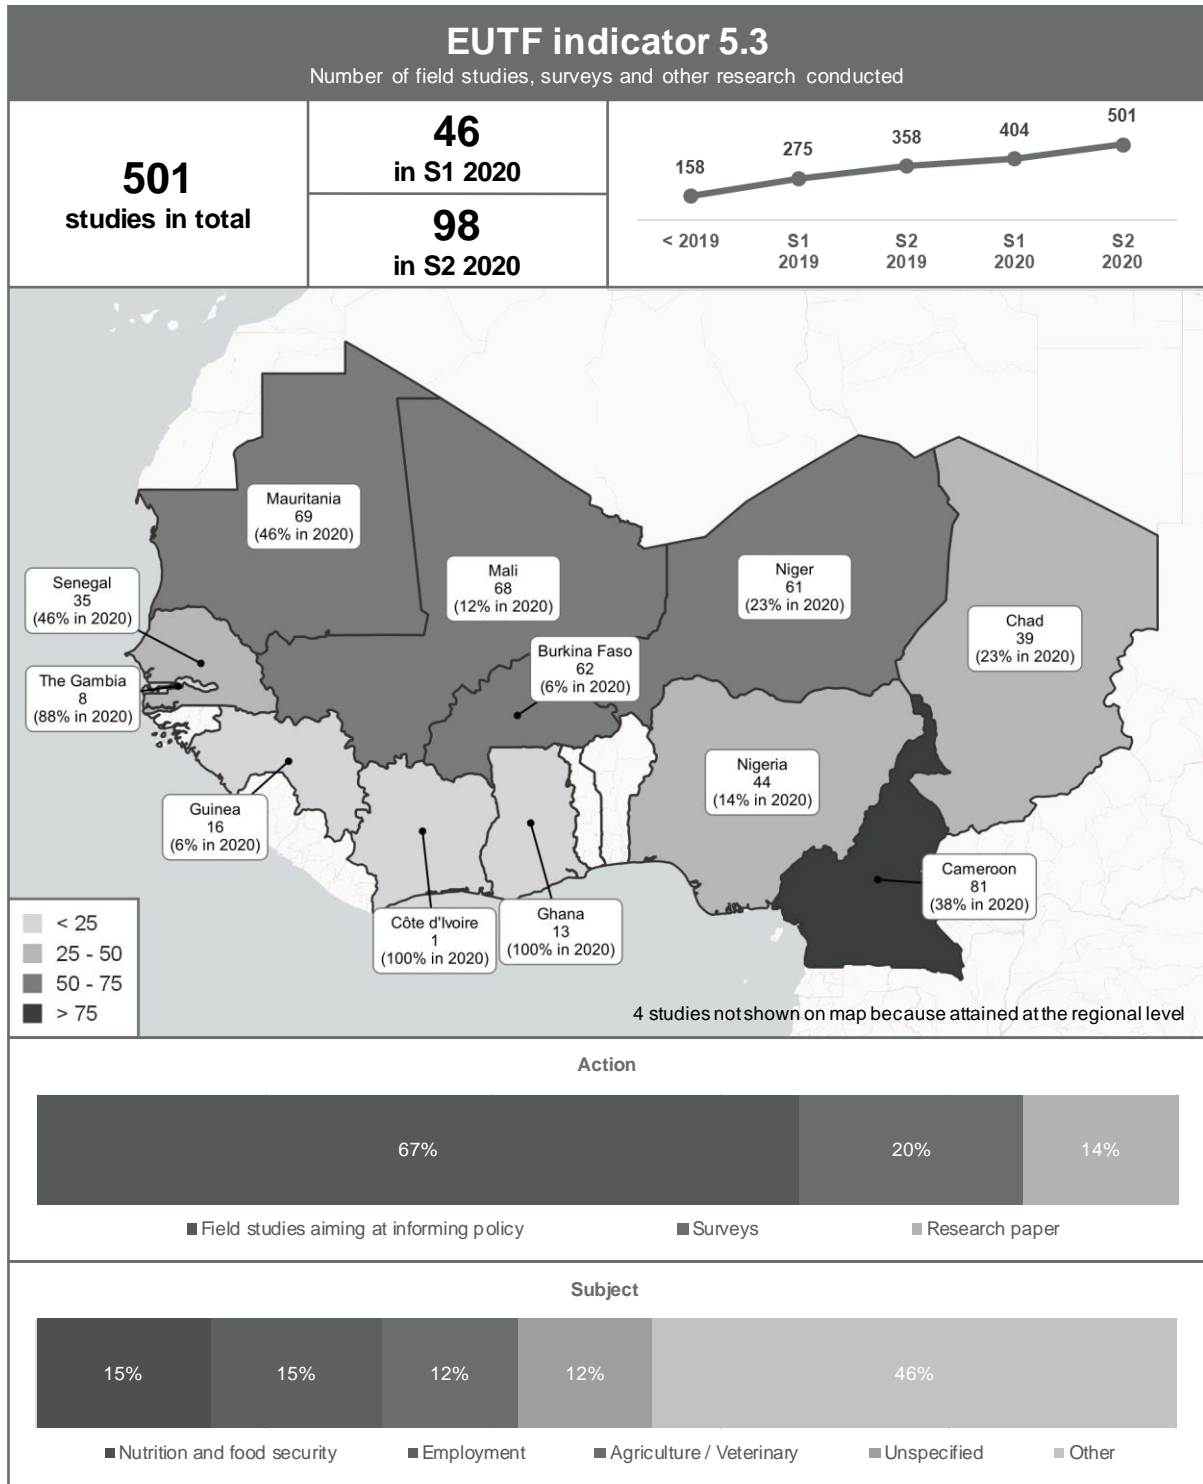 EUTF indicator 5.3
Number of field studies, surveys and other research conducted
501
studies in total
46
in S1 2020
98
in S2 2020
158
275
358
404
501
< 2019
S1
2019
S2
2019
S1
2020
S2
2020
Mauritania
69
(46% in 2020)
Mali
68
(12% in 2020)
Niger
61
(23% in 2020)
Chad
39
(23% in 2020)
Senegal
35
(46% in 2020)
The Gambia
8
(88% in 2020)
Burkina Faso
62
(6% in 2020)
Nigeria
44
(14% in 2020)
Guinea
16
(6% in 2020)
Cameroon
81
(38% in 2020)
Côte d'Ivoire
1
(100% in 2020)
Ghana
13
(100% in 2020)
< 25
25 - 50
50 - 75
> 75
4 studies not shown on map because attained at the regional level
Action
67%
20%
14%
Field studies aiming at informing policy
Surveys
Research paper
Subject
15%
15%
12%
12%
46%
Nutrition and food security
Employment
Agriculture / Veterinary
Unspecified
Other